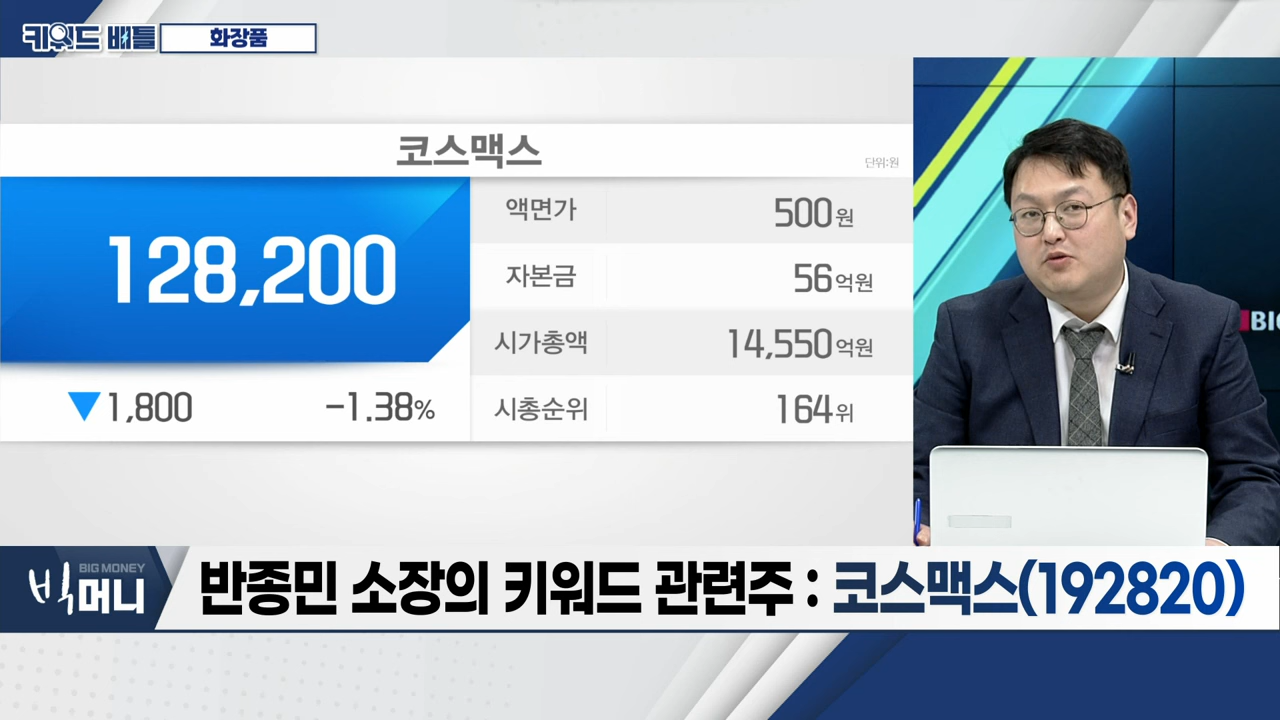 키워드 배틀 화장품
코스맥스
단위:원
128,200
▼1,800 -1.38%
액면가 500원
자본금 56억원
시가총액 14,550억원
시총순위 164위
BIG
BIG MONEY
빅머니
반종민 소장의 키워드 관련주 : 코스맥스(192820)